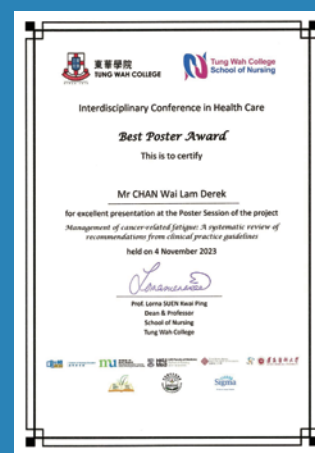 東華學院
TUNG WAH COLLEGE
Tung Wah College
School of Nursing
Interdisciplinary Conference in Health Care
Best Poster Award
This is to certify
Mr CHAN Wai Lam Derek
for excellent presentation at the Poster Session of the project
Management of cancer-related fatigue: A systematic review of
recommendations from clinical practice guidelines
held on 4 November 2023
Prof. Lorna SUEN Kwai Ping
Dean & Professor
School of Nursing
Tung Wah College
Sigma